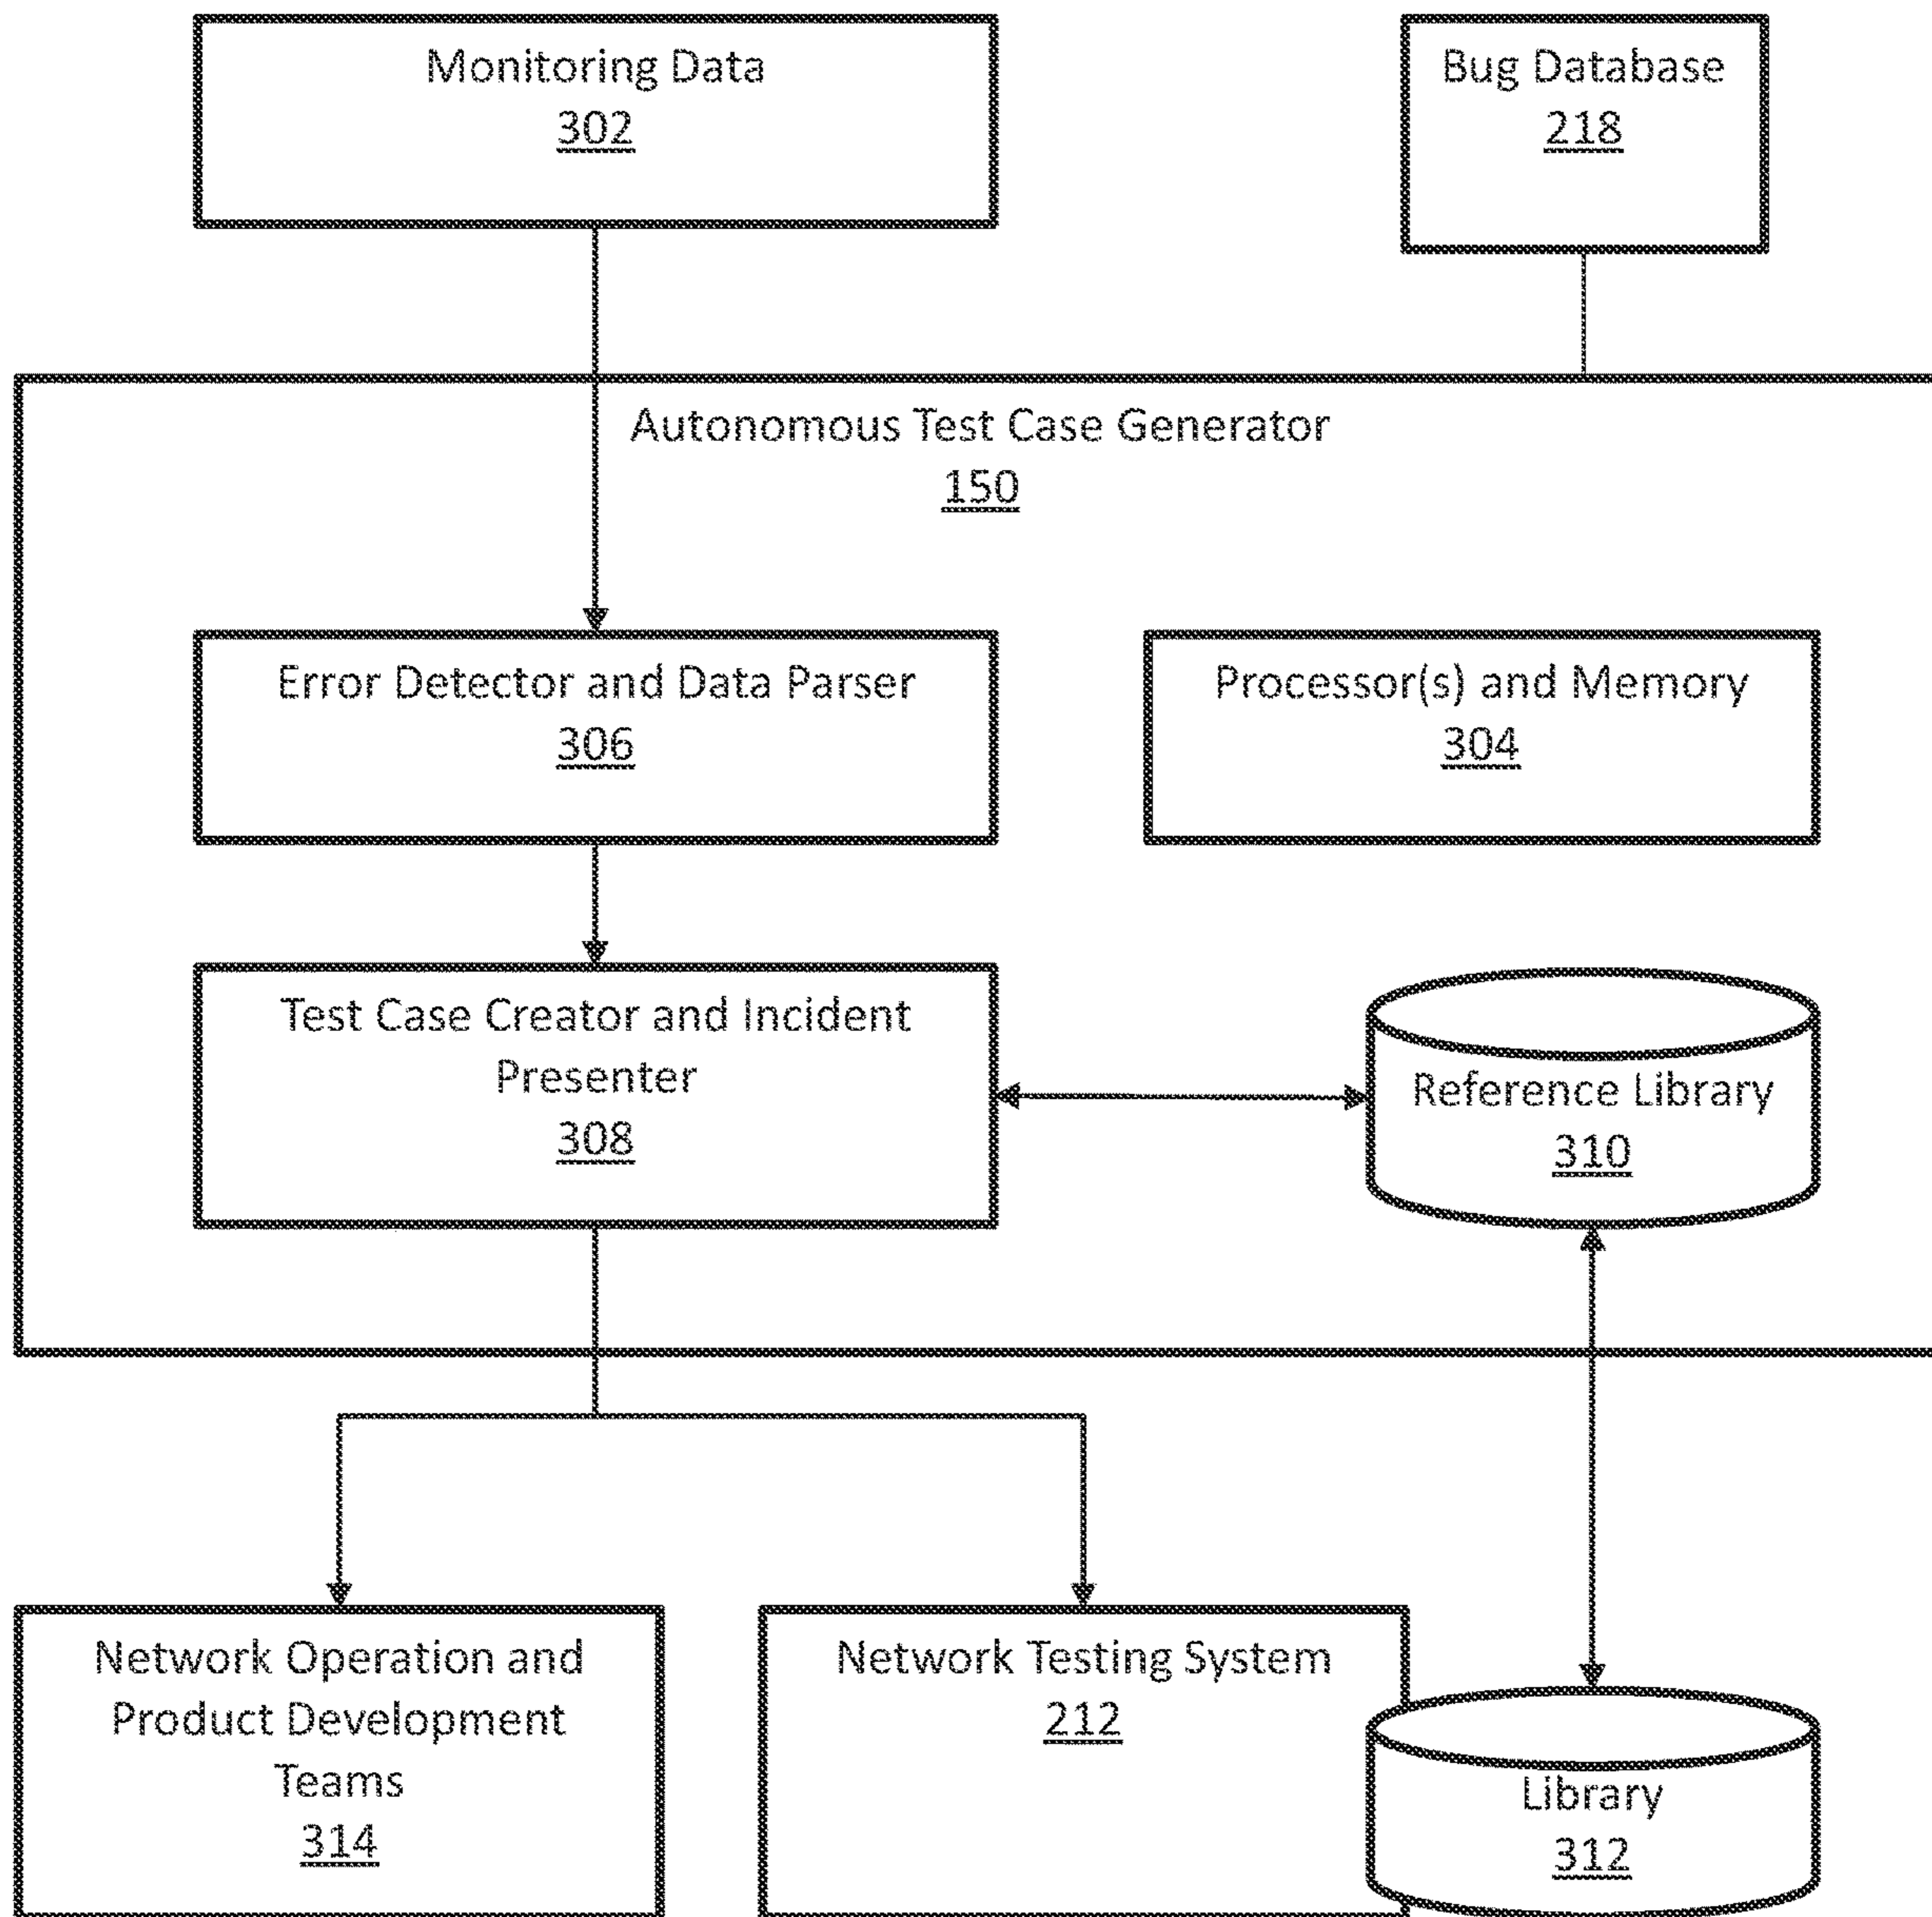 Monitoring Data
302
Bug Database
218
Autonomous Test Case Generator
150
Error Detector and Data Parser
306
Processor(s) and Memory
304
Test Case Creator and Incident
Presenter
308
Reference Library
310
Network Operation and
Product Development
Teams
314
Network Testing System
212
Library
312